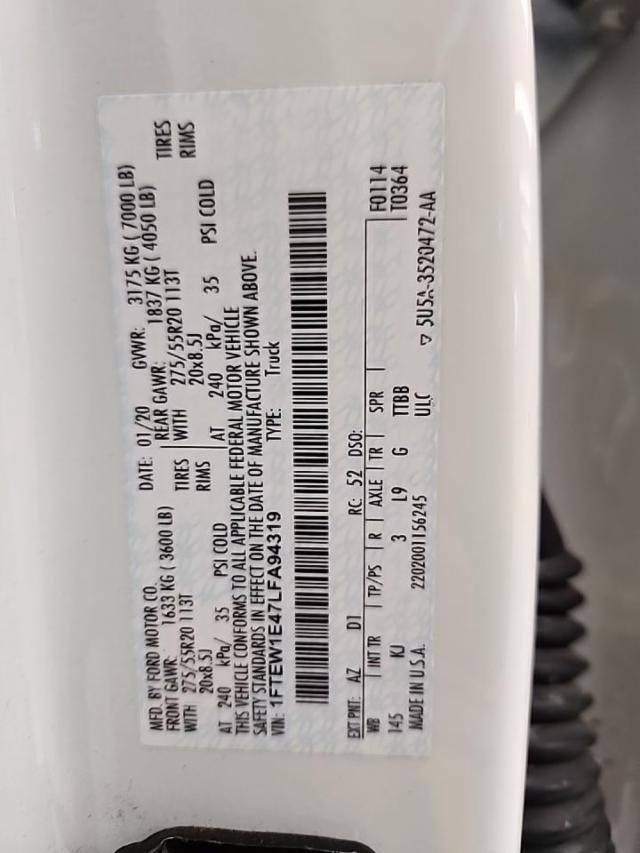 MFD. BY FORD MOTOR CO.
DATE: 01/20 GVWR: 3175 KG ( 7000 LB)
FRONT GAWR: 1633 KG ( 3600 LB)
REAR GAWR: 1837 KG ( 4050 LB)
WITH 275/55R20 113T TIRES
WITH 275/55R20 113T TIRES
20x8.5J RIMS
20x8.5J RIMS
AT 240 kPa/ 35 PSI COLD
AT 240 kPa/ 35 PSI COLD
THIS VEHICLE CONFORMS TO ALL APPLICABLE FEDERAL MOTOR VEHICLE
SAFETY STANDARDS IN EFFECT ON THE DATE OF MANUFACTURE SHOWN ABOVE.
VIN: 1FTEW1E47LFA94319 TYPE: Truck
EXT PNT: AZ D1 RC: 52 DSO:
WB INT TR TP/PS R AXLE TR SPR F0114
145 KJ 3 L9 G TTBB T0364
MADE IN U.S.A. 2202001156245 ULC ▽ 5U5A-3520472-AA